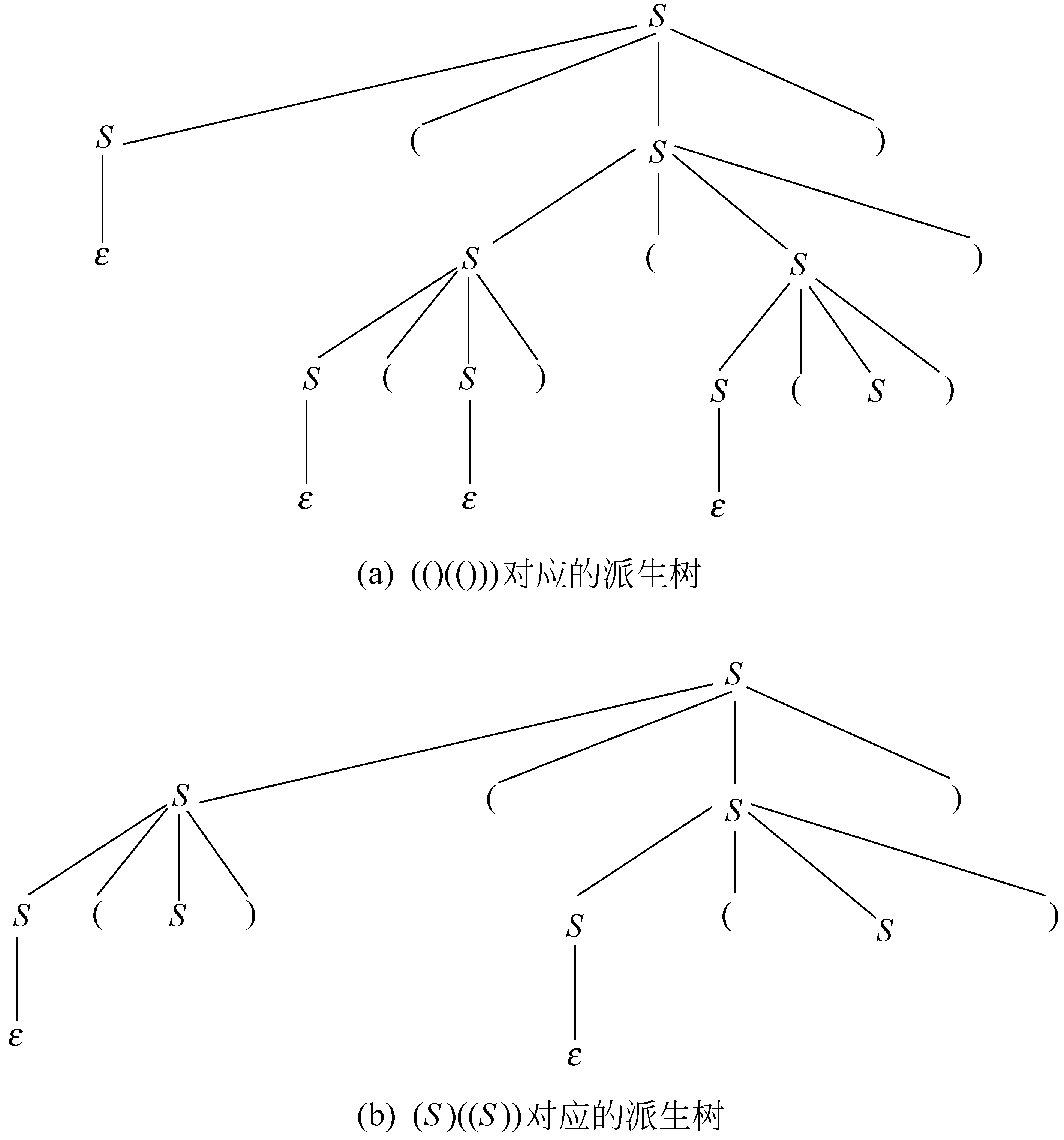 S
S ( S )
ε S ( S )
S ( S ) S ( S )
ε ε ε
(a) (()(()))对应的派生树
S
S ( S )
S ( S ) S ( S )
ε ε
(b) (S)((S))对应的派生树